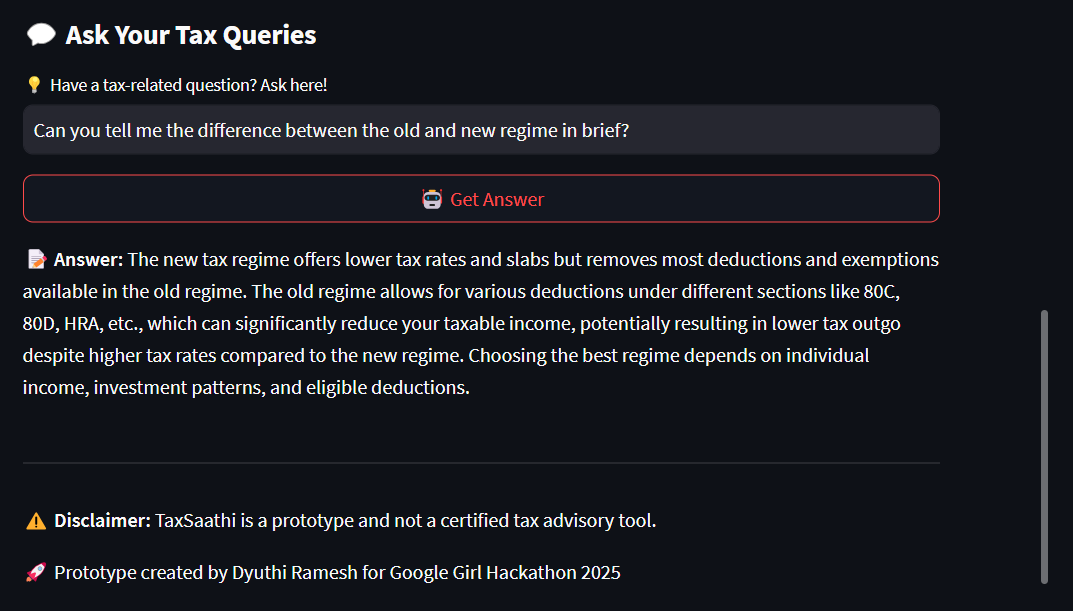 💬 Ask Your Tax Queries
💡 Have a tax-related question? Ask here!
Can you tell me the difference between the old and new regime in brief?
🤖 Get Answer
📝 Answer: The new tax regime offers lower tax rates and slabs but removes most deductions and exemptions
available in the old regime. The old regime allows for various deductions under different sections like 80C,
80D, HRA, etc., which can significantly reduce your taxable income, potentially resulting in lower tax outgo
despite higher tax rates compared to the new regime. Choosing the best regime depends on individual
income, investment patterns, and eligible deductions.
⚠️ Disclaimer: TaxSaathi is a prototype and not a certified tax advisory tool.
🚀 Prototype created by Dyuthi Ramesh for Google Girl Hackathon 2025